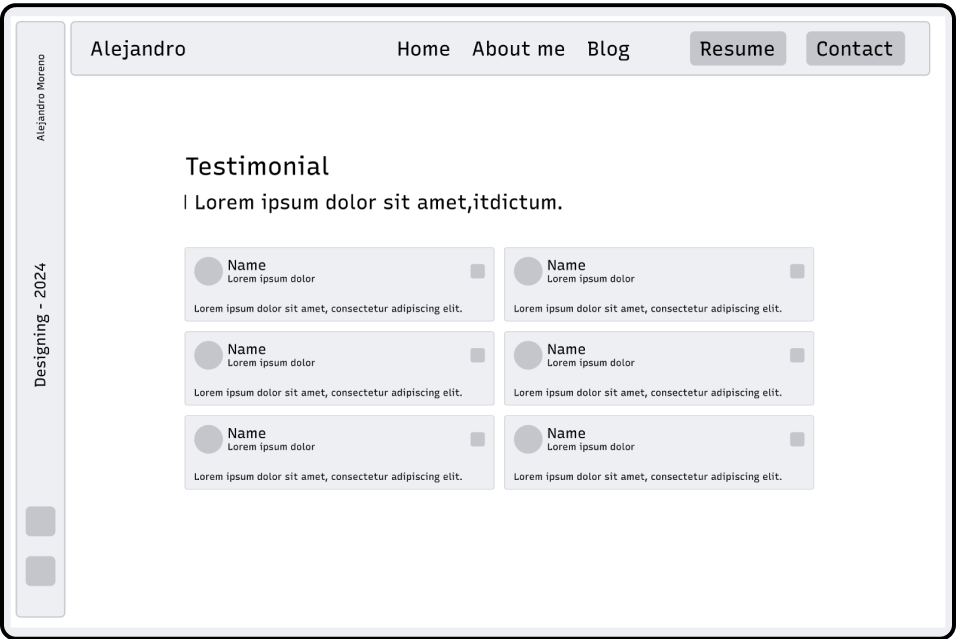 Alejandro Moreno
Designing - 2024
Alejandro
Home About me Blog
Resume
Contact
Testimonial
Lorem ipsum dolor sit amet,itdictum.
Name
Lorem ipsum dolor
Lorem ipsum dolor sit amet, consectetur adipiscing elit.
Name
Lorem ipsum dolor
Lorem ipsum dolor sit amet, consectetur adipiscing elit.
Name
Lorem ipsum dolor
Lorem ipsum dolor sit amet, consectetur adipiscing elit.
Name
Lorem ipsum dolor
Lorem ipsum dolor sit amet, consectetur adipiscing elit.
Name
Lorem ipsum dolor
Lorem ipsum dolor sit amet, consectetur adipiscing elit.
Name
Lorem ipsum dolor
Lorem ipsum dolor sit amet, consectetur adipiscing elit.